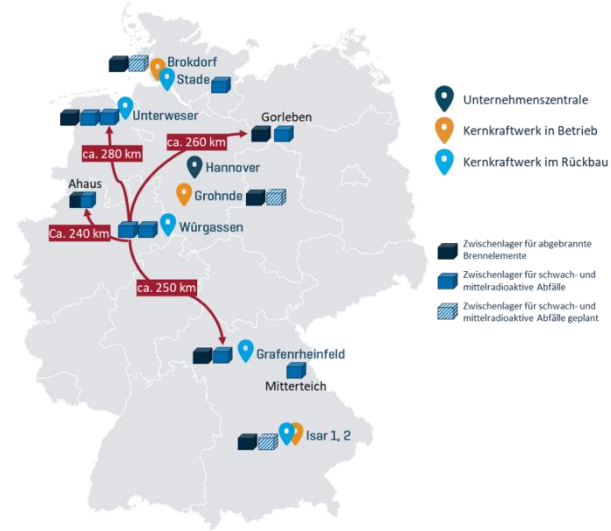 Brokdorf
Stade
Unterweser
Gorleben
ca. 260 km
ca. 280 km
Hannover
Ahaus
Grohnde
Würgassen
Ca. 240 km
ca. 250 km
Grafenrheinfeld
Mitterteich
Isar 1, 2
Unternehmenszentrale
Kernkraftwerk in Betrieb
Kernkraftwerk im Rückbau
Zwischenlager für abgebrannte
Brennelemente
Zwischenlager für schwach- und
mittelradioaktive Abfälle
Zwischenlager für schwach- und
mittelradioaktive Abfälle geplant